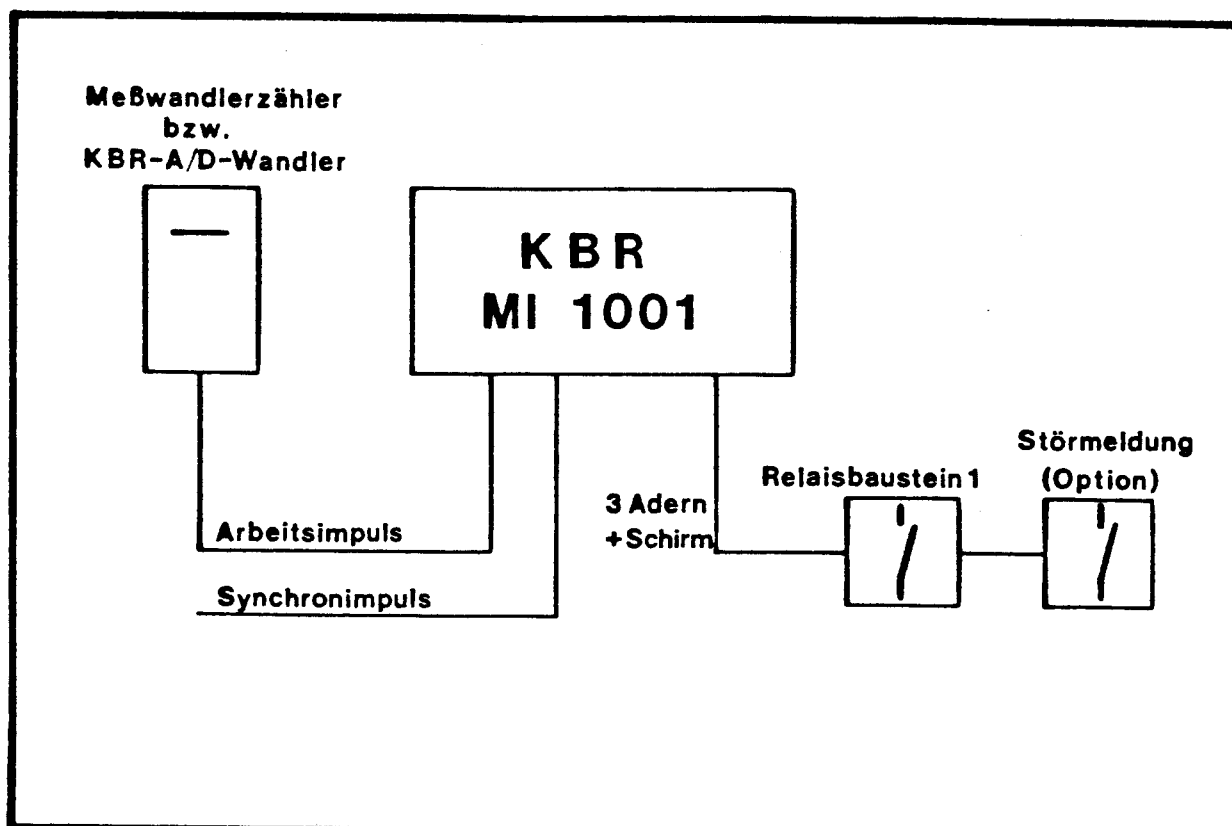 Meßwandlerzähler
bzw.
KBR-A/D-Wandler
KBR
MI 1001
Störmeldung
(Option)
Relaisbaustein 1
3 Adern
+Schirm
Arbeitsimpuls
Synchronimpuls